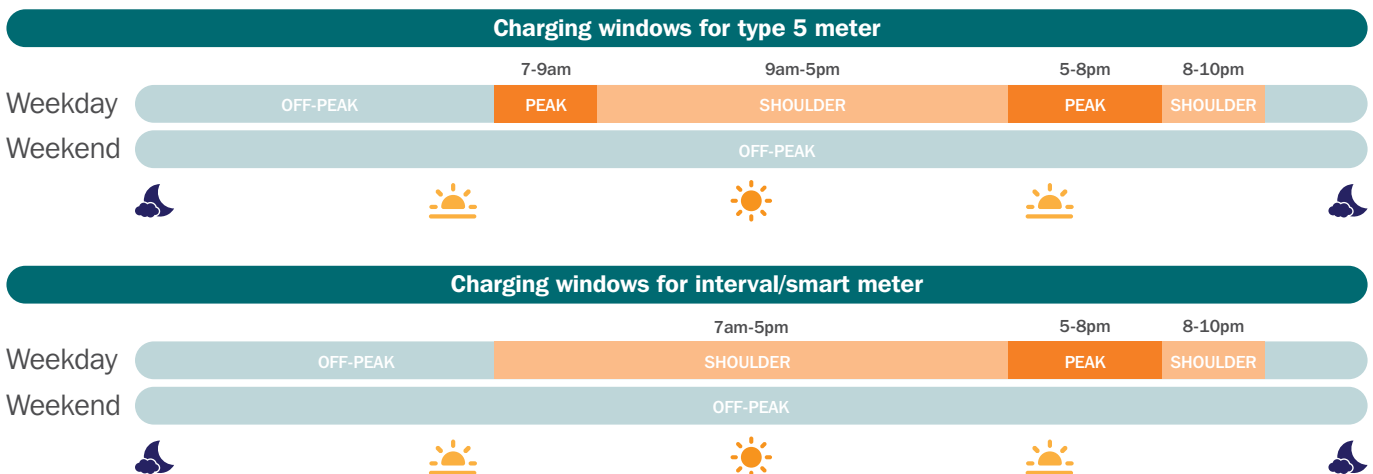 Charging windows for type 5 meter
7-9am 9am-5pm 5-8pm 8-10pm
Weekday OFF-PEAK PEAK SHOULDER PEAK SHOULDER
Weekend OFF-PEAK
Charging windows for interval/smart meter
7am-5pm 5-8pm 8-10pm
Weekday OFF-PEAK SHOULDER PEAK SHOULDER
Weekend OFF-PEAK